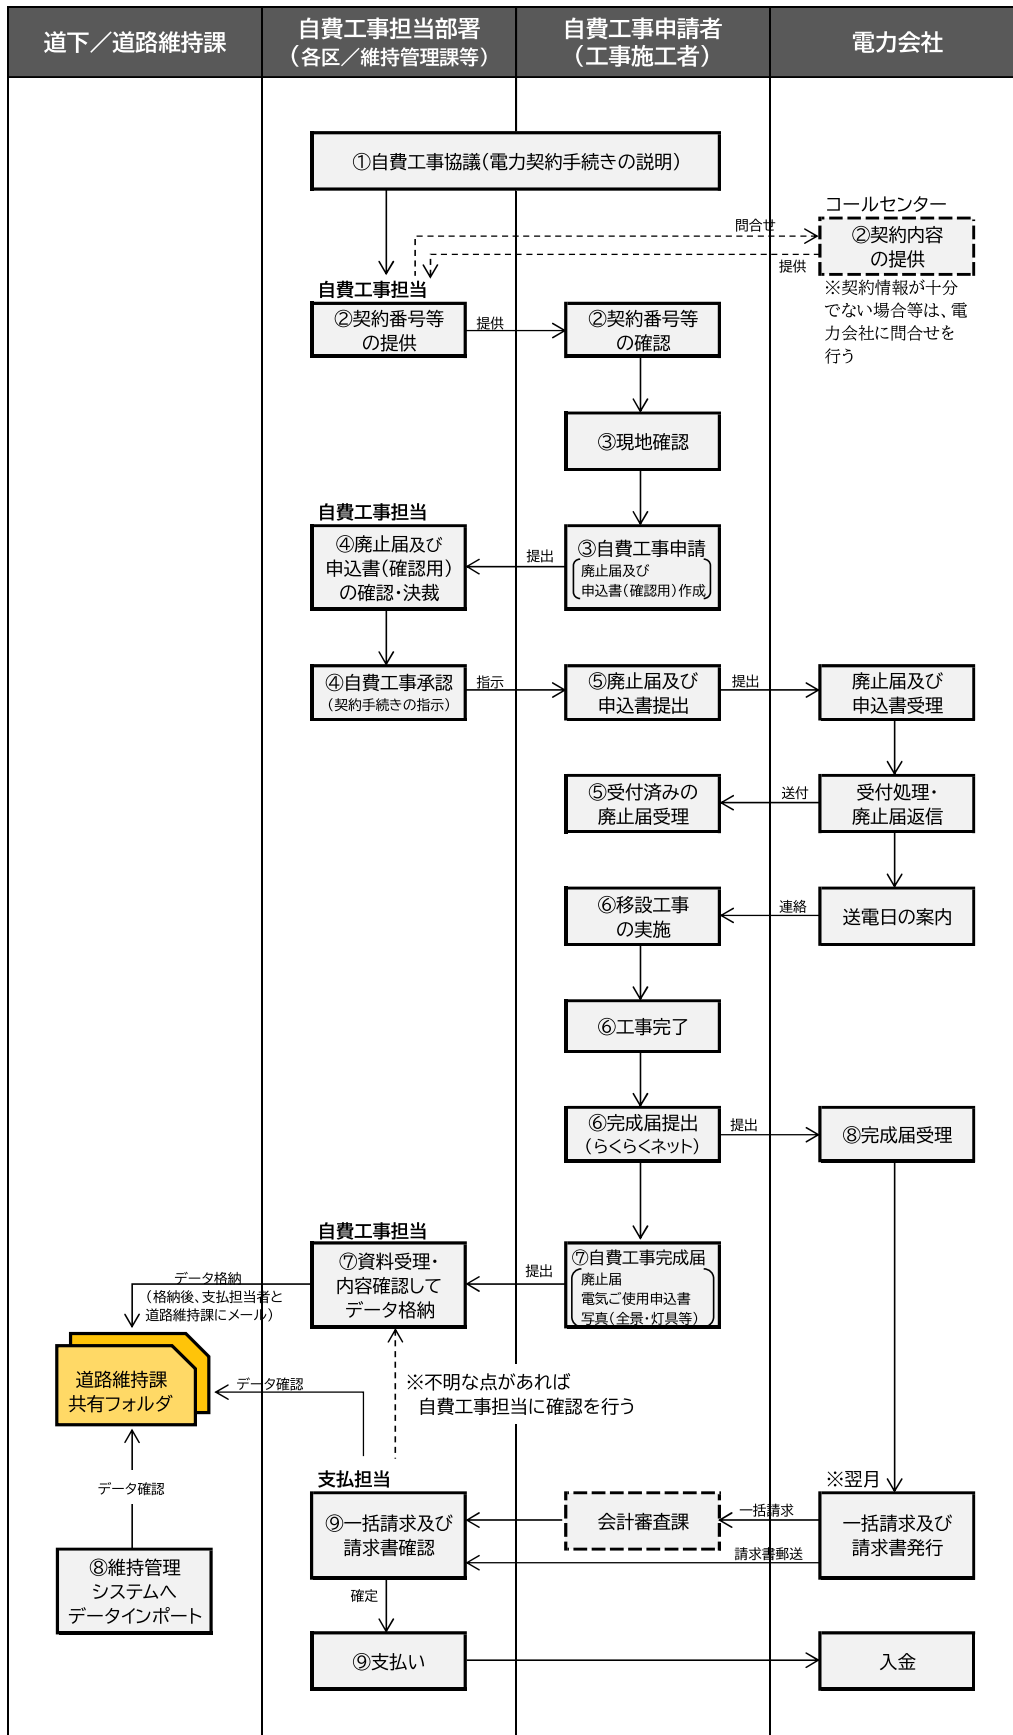 道下／道路維持課
自費工事担当部署
（各区／維持管理課等）
自費工事申請者
（工事施工者）
電力会社
①自費工事協議（電力契約手続きの説明）
コールセンター
問合せ
②契約内容
の提供
提供
※契約情報が十分
でない場合等は、電
力会社に問合せを
行う
自費工事担当
②契約番号等
の提供
提供
②契約番号等
の確認
③現地確認
自費工事担当
④廃止届及び
申込書（確認用）
の確認・決裁
提出
③自費工事申請
廃止届及び
申込書（確認用）作成
④自費工事承認
（契約手続きの指示）
指示
⑤廃止届及び
申込書提出
提出
廃止届及び
申込書受理
⑤受付済みの
廃止届受理
送付
受付処理・
廃止届返信
⑥移設工事
の実施
連絡
送電日の案内
⑥工事完了
⑥完成届提出
（らくらくネット）
提出
⑧完成届受理
自費工事担当
⑦資料受理・
内容確認して
データ格納
提出
⑦自費工事完成届
廃止届
電気ご使用申込書
写真（全景・灯具等）
データ格納
（格納後、支払担当者と
道路維持課にメール）
道路維持課
共有フォルダ
データ確認
※不明な点があれば
自費工事担当に確認を行う
データ確認
支払担当
⑨一括請求及び
請求書確認
会計審査課
一括請求
請求書郵送
※翌月
一括請求及び
請求書発行
⑧維持管理
システムへ
データインポート
確定
⑨支払い
入金